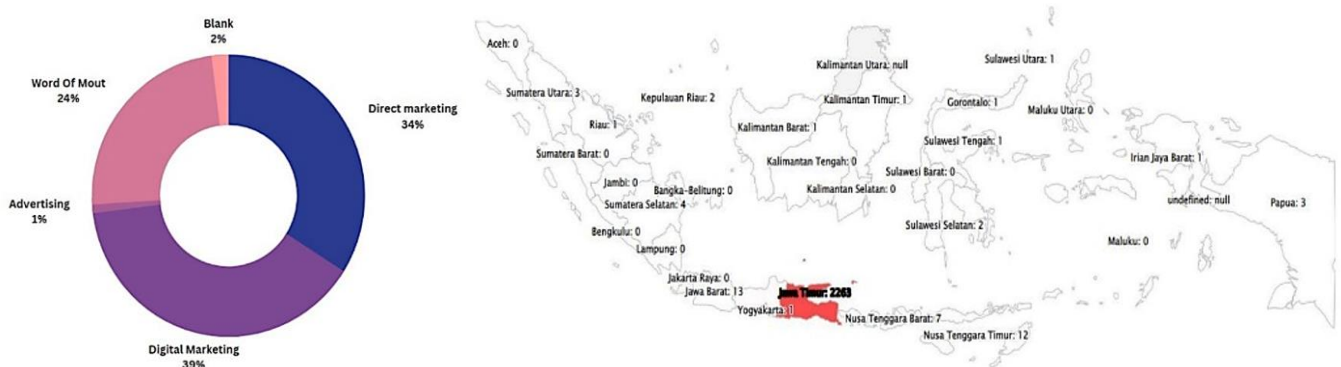 Blank
2%
Word Of Mout
24%
Direct marketing
34%
Advertising
1%
Digital Marketing
39%
Aceh: 0
Sumatera Utara: 3
Kepulauan Riau: 2
Riau: 1
Sumatera Barat: 0
Jambi: 0
Bangka-Belitung: 0
Sumatera Selatan: 4
Bengkulu: 0
Lampung: 0
Jakarta Raya: 0
Jawa Barat: 13
Yogyakarta: 1
Jawa Timur: 2263
Nusa Tenggara Barat: 7
Nusa Tenggara Timur: 12
Kalimantan Utara: null
Kalimantan Timur: 1
Kalimantan Barat: 1
Kalimantan Tengah: 0
Kalimantan Selatan: 0
Sulawesi Utara: 1
Gorontalo: 1
Sulawesi Tengah: 1
Sulawesi Barat: 0
Sulawesi Selatan: 2
Maluku Utara: 0
Maluku: 0
Irian Jaya Barat: 1
undefined: null
Papua: 3